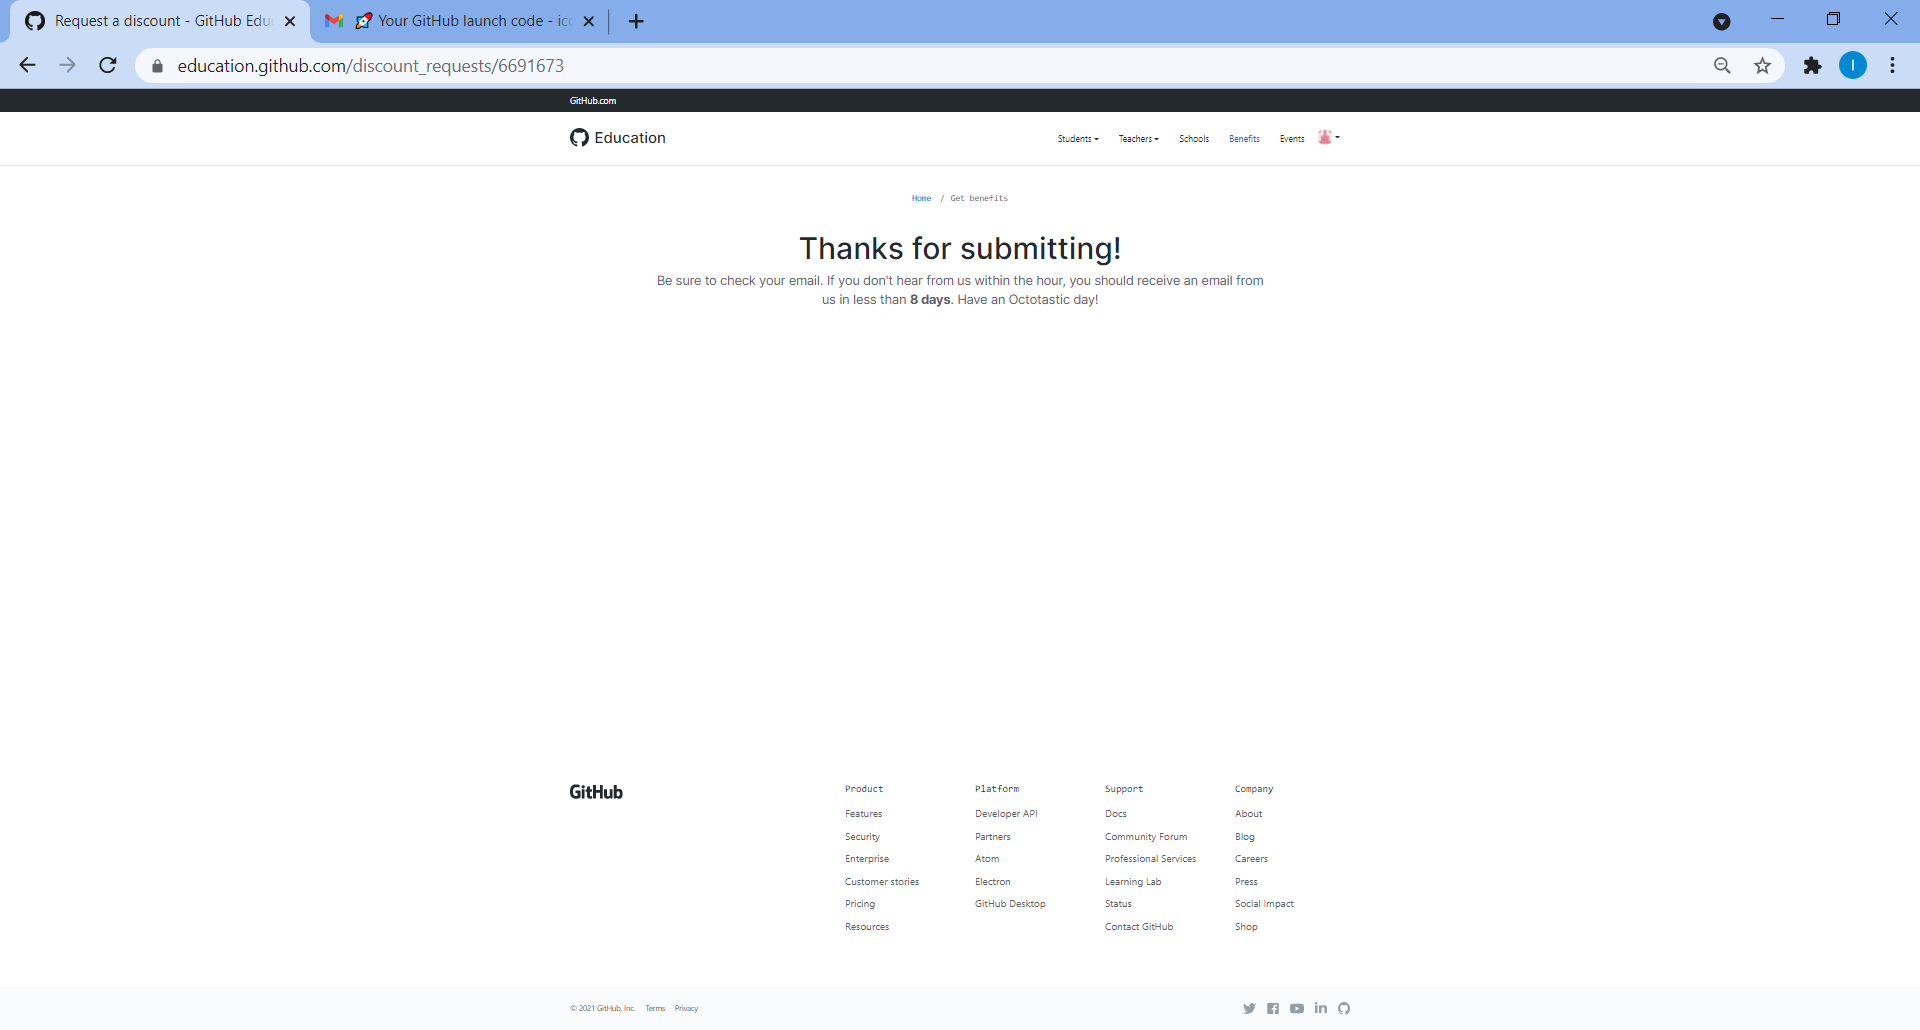 Request a discount - GitHub Edu
Your GitHub launch code - ic
education.github.com/discount_requests/6691673
I
GitHub.com
Education
Students
Teachers
Schools
Benefits
Events
Home / Get benefits
Thanks for submitting!
Be sure to check your email. If you don't hear from us within the hour, you should receive an email from
us in less than 8 days. Have an Octotastic day!
GitHub
Product
Features
Security
Enterprise
Customer stories
Pricing
Resources
Platform
Developer API
Partners
Atom
Electron
GitHub Desktop
Support
Docs
Community Forum
Professional Services
Learning Lab
Status
Contact GitHub
Company
About
Blog
Careers
Press
Social Impact
Shop
© 2021 GitHub, Inc. Terms Privacy